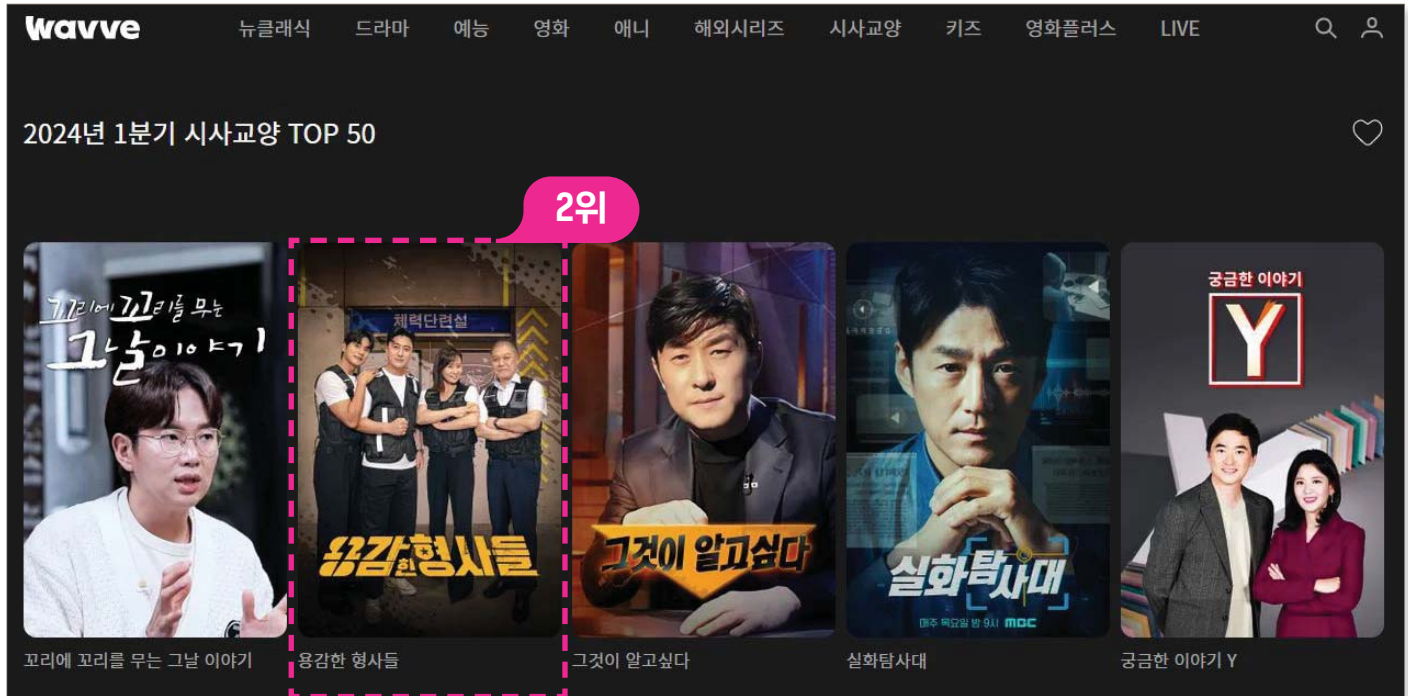 wavve 뉴클래식 드라마 예능 영화 애니 해외시리즈 시사교양 키즈 영화플러스 LIVE
2024년 1분기 시사교양 TOP 50
2위
꼬리에 꼬리를 무는
그날 이야기
체력단련실
용감한 형사들
그것이 알고싶다
실화탐사대
매주 목요일 밤 9시 MBC
궁금한 이야기
Y
꼬리에 꼬리를 무는 그날 이야기
용감한 형사들
그것이 알고싶다
실화탐사대
궁금한 이야기 Y